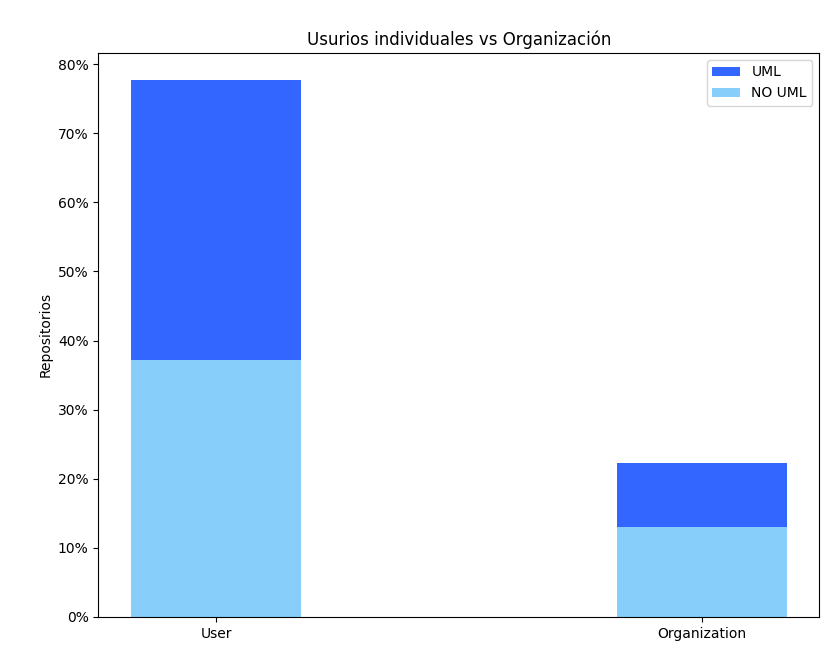 Usurios individuales vs Organización
UML
NO UML
80%
70%
60%
50%
40%
30%
20%
10%
0%
Repositorios
User
Organization